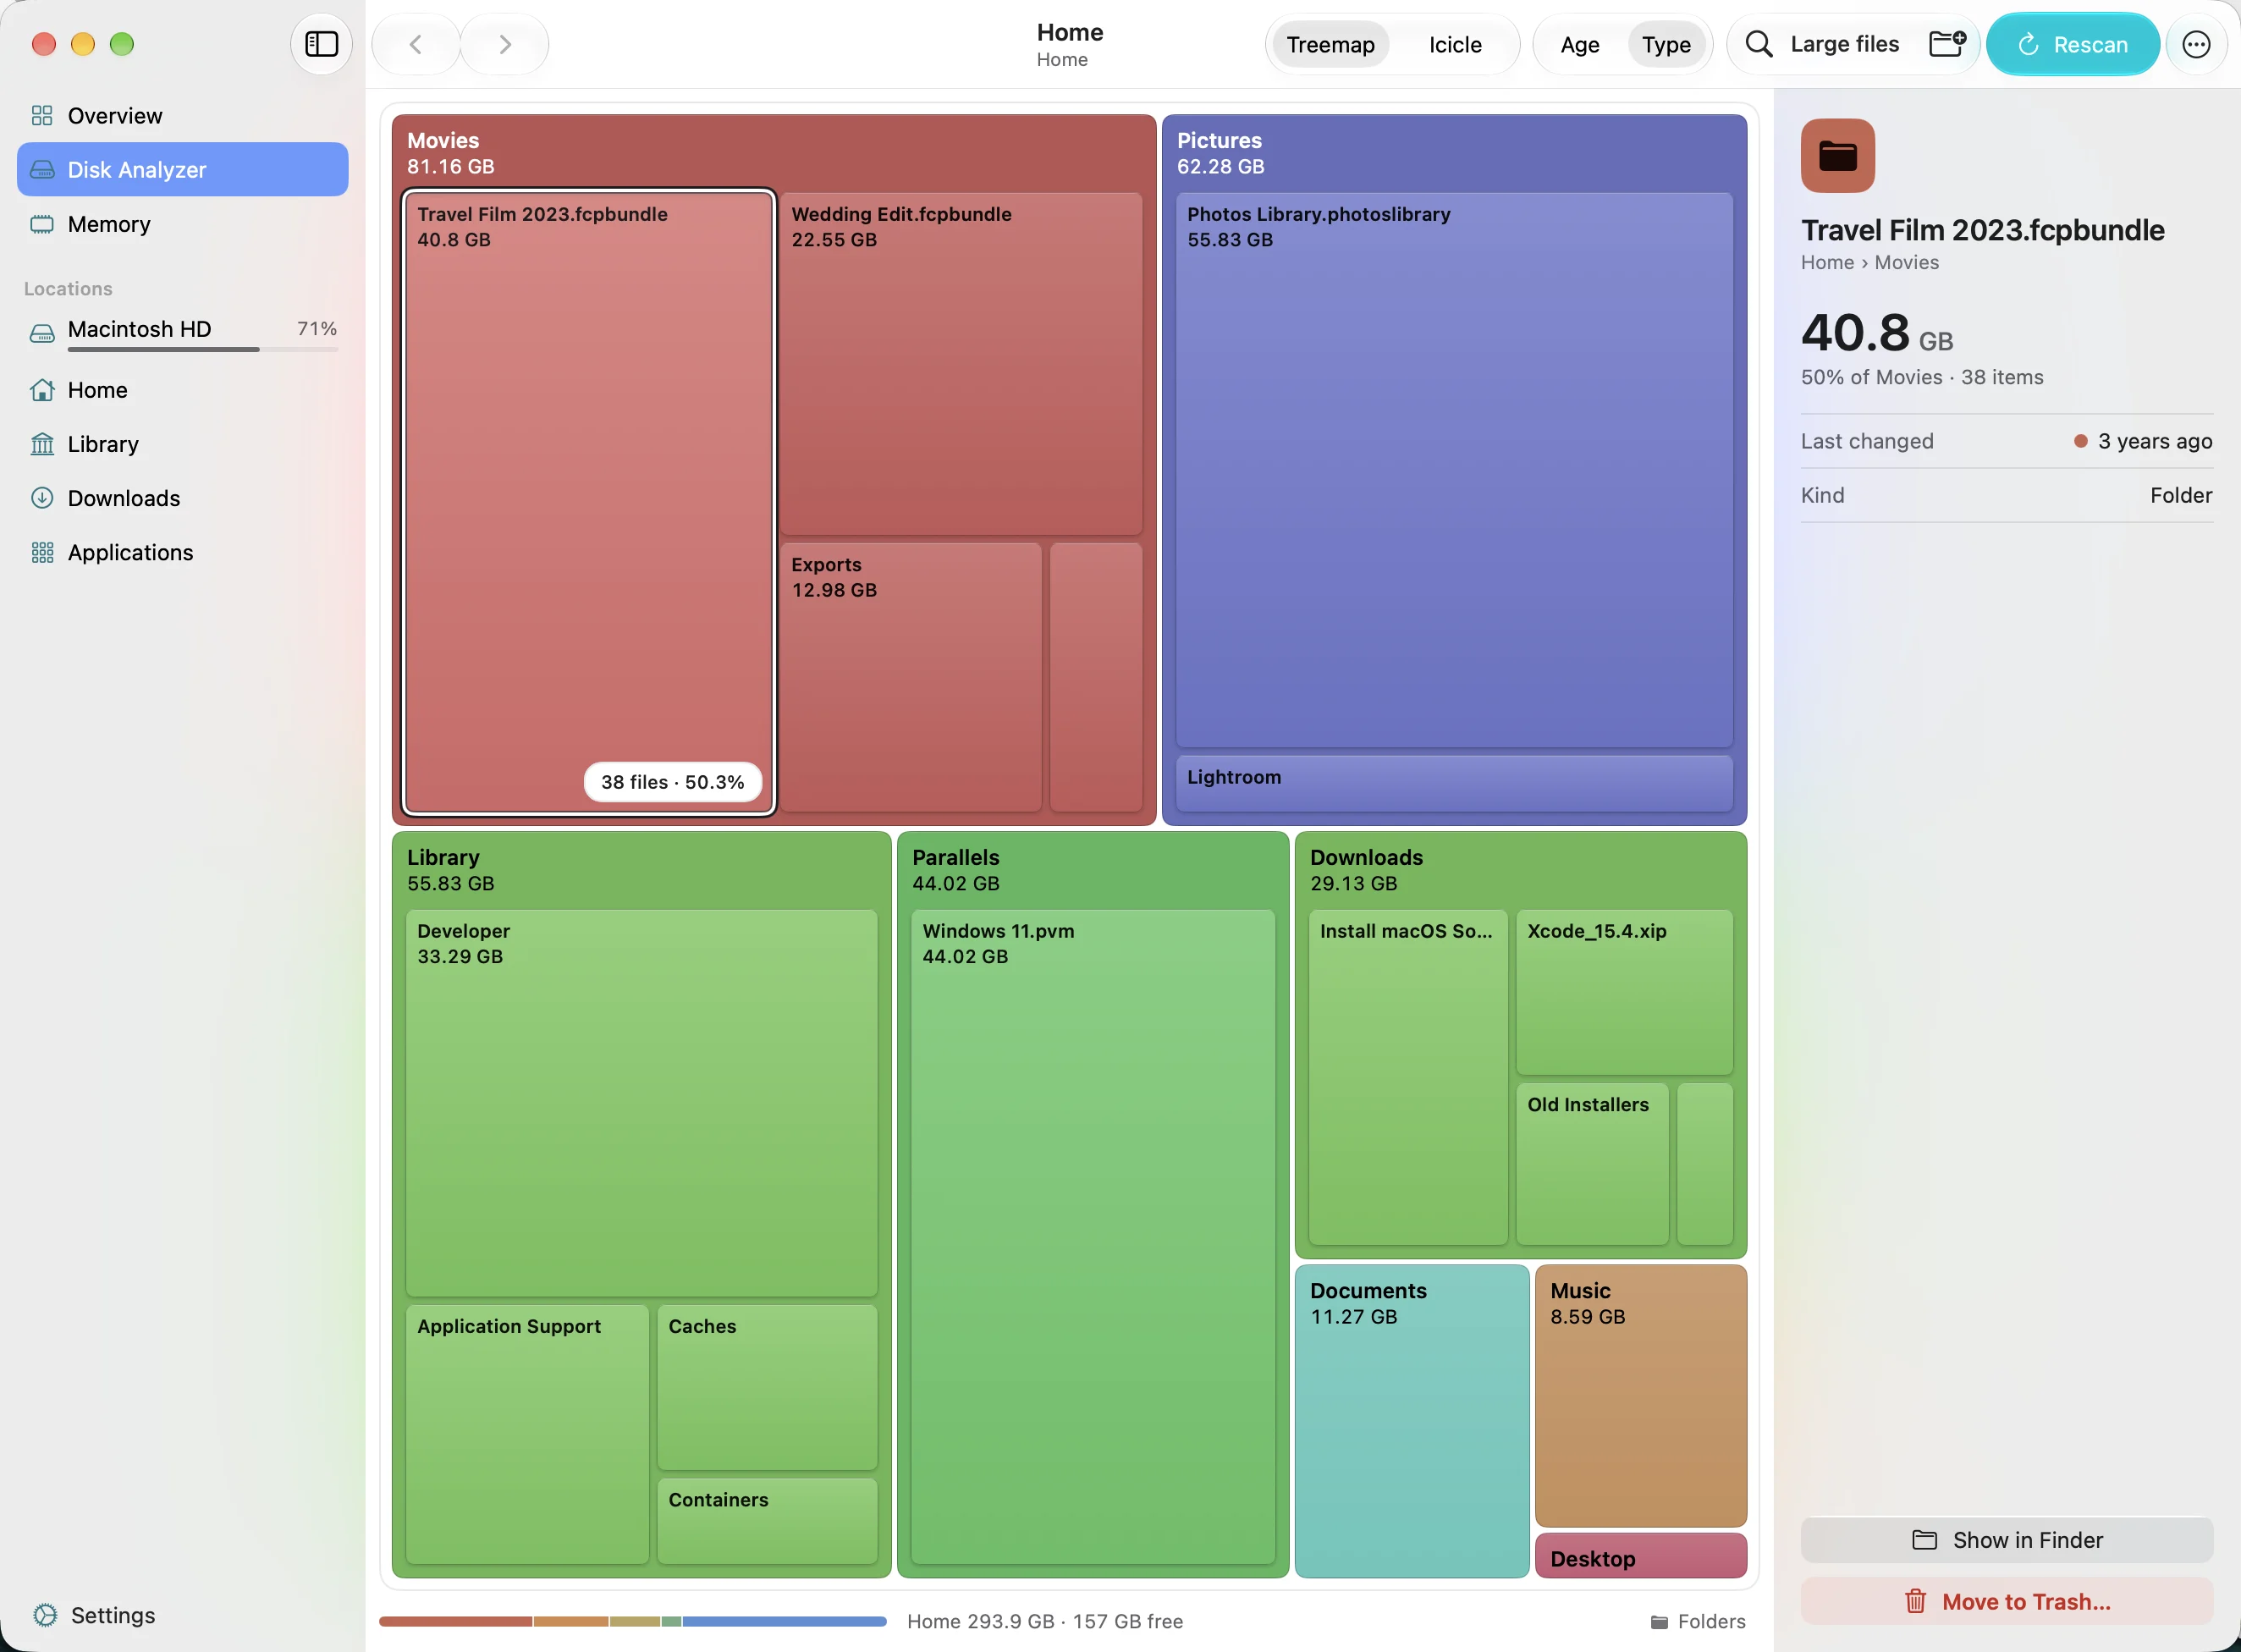 Home
Home
Treemap
Icicle
Age
Type
Large files
Rescan
Overview
Disk Analyzer
Memory
Locations
Macintosh HD 71%
Home
Library
Downloads
Applications
Settings
Movies
81.16 GB
Travel Film 2023.fcpbundle
40.8 GB
38 files · 50.3%
Wedding Edit.fcpbundle
22.55 GB
Exports
12.98 GB
Pictures
62.28 GB
Photos Library.photoslibrary
55.83 GB
Lightroom
Library
55.83 GB
Developer
33.29 GB
Application Support
Caches
Containers
Parallels
44.02 GB
Windows 11.pvm
44.02 GB
Downloads
29.13 GB
Install macOS So...
Xcode_15.4.xip
Old Installers
Documents
11.27 GB
Music
8.59 GB
Desktop
Home 293.9 GB · 157 GB free
Folders
Travel Film 2023.fcpbundle
Home › Movies
40.8 GB
50% of Movies · 38 items
Last changed 3 years ago
Kind Folder
Show in Finder
Move to Trash...